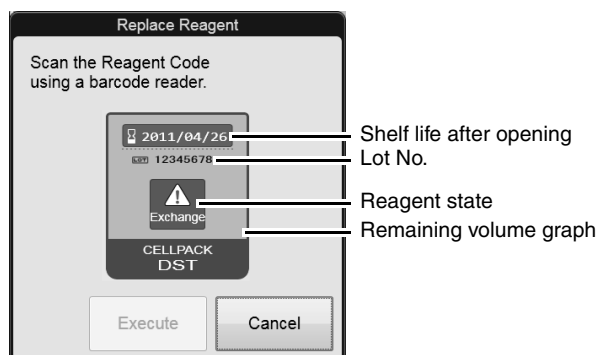 Replace Reagent
Scan the Reagent Code
using a barcode reader.
2011/04/26
LOT 12345678
Exchange
CELLPACK
DST
Execute
Cancel
Shelf life after opening
Lot No.
Reagent state
Remaining volume graph